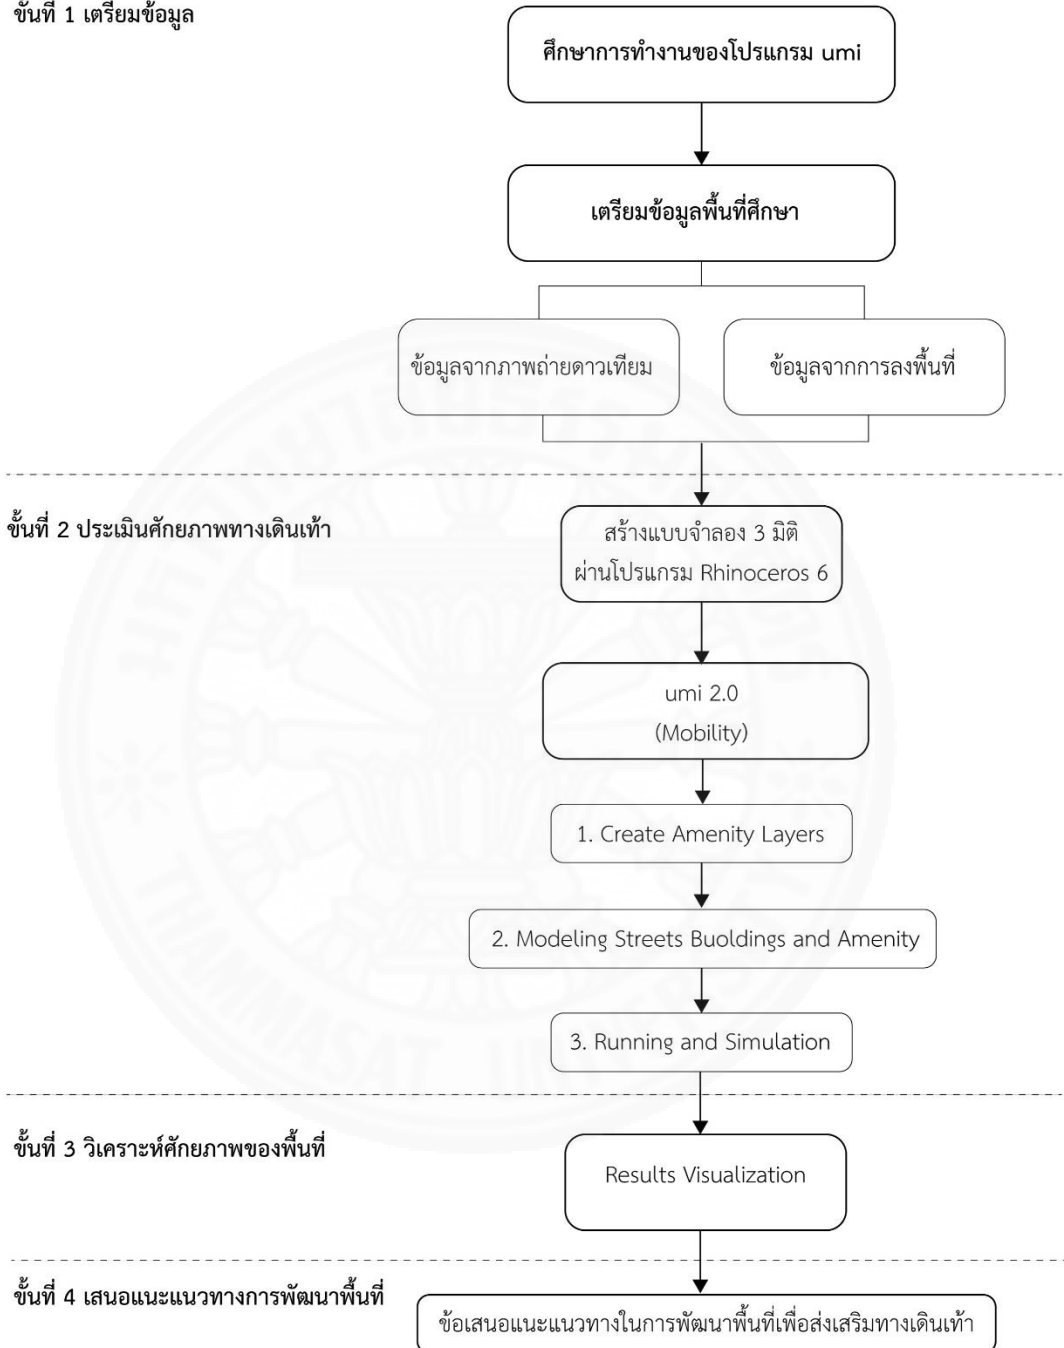 ขั้นที่ 1 เตรียมข้อมูล
ศึกษาการทำงานของโปรแกรม umi
เตรียมข้อมูลพื้นที่ศึกษา
ข้อมูลจากภาพถ่ายดาวเทียม
ข้อมูลจากการลงพื้นที่
ขั้นที่ 2 ประเมินศักยภาพทางเดินเท้า
สร้างแบบจำลอง 3 มิติ
ผ่านโปรแกรม Rhinoceros 6
umi 2.0
(Mobility)
1. Create Amenity Layers
2. Modeling Streets Buoldings and Amenity
3. Running and Simulation
ขั้นที่ 3 วิเคราะห์ศักยภาพของพื้นที่
Results Visualization
ขั้นที่ 4 เสนอแนะแนวทางการพัฒนาพื้นที่
ข้อเสนอแนะแนวทางในการพัฒนาพื้นที่เพื่อส่งเสริมทางเดินเท้า
THAMMASAT UNIVERSITY